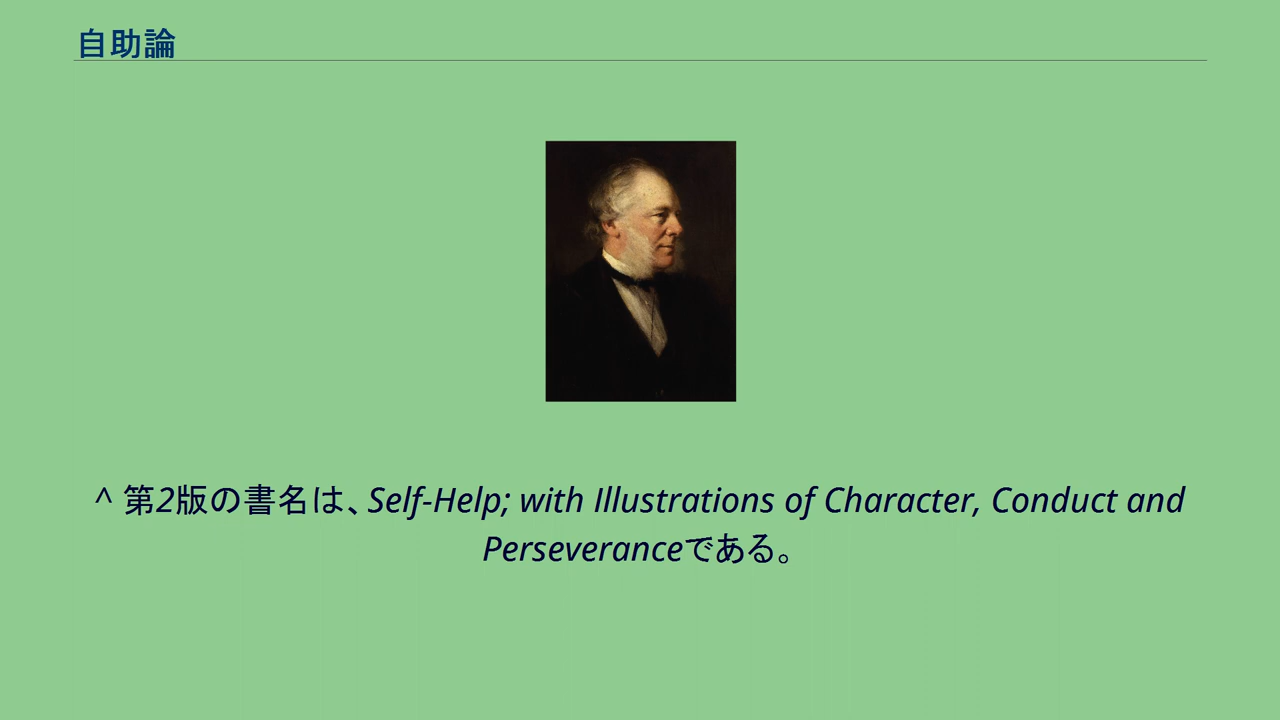 自助論
^ 第2版の書名は、Self-Help; with Illustrations of Character, Conduct and
Perseveranceである。